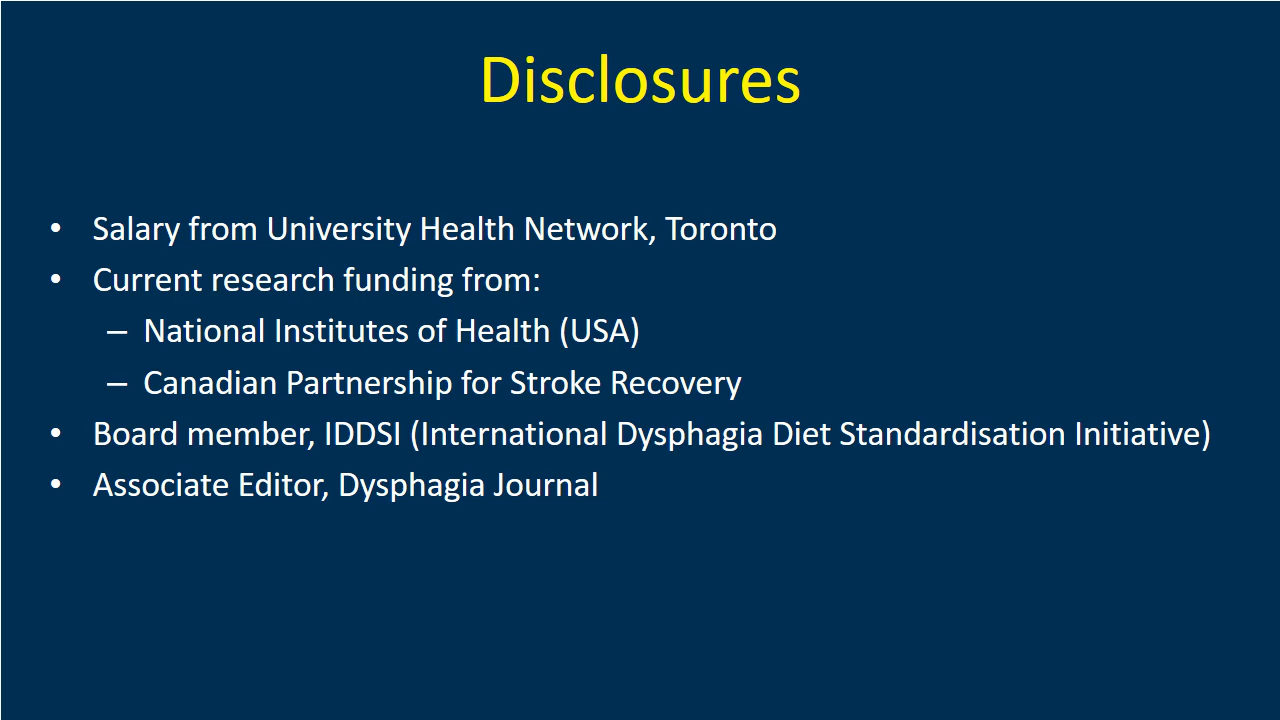 Disclosures
• Salary from University Health Network, Toronto
• Current research funding from:
– National Institutes of Health (USA)
– Canadian Partnership for Stroke Recovery
• Board member, IDDSI (International Dysphagia Diet Standardisation Initiative)
• Associate Editor, Dysphagia Journal